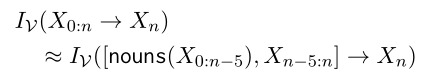 I_𝒱(X_{0:n} → X_n)
≈ I_𝒱([nouns(X_{0:n−5}), X_{n−5:n}] → X_n)